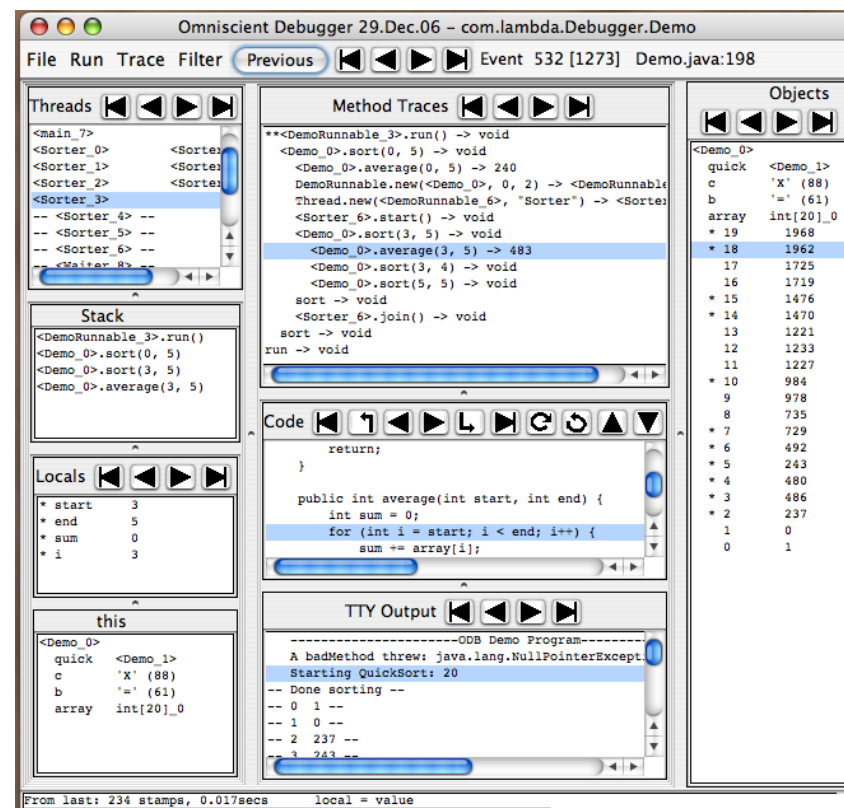 Omniscient Debugger 29.Dec.06 – com.lambda.Debugger.Demo
File Run Trace Filter Previous Event 532 [1273] Demo.java:198
Threads
<main_7>
<Sorter_0> <Sorter
<Sorter_1> <Sorter
<Sorter_2> <Sorter
<Sorter_3>
-- <Sorter_4> --
-- <Sorter_5> --
-- <Sorter_6> --
-- <Waiter_8> --
Stack
<DemoRunnable_3>.run()
<Demo_0>.sort(0, 5)
<Demo_0>.sort(3, 5)
<Demo_0>.average(3, 5)
Locals
* start 3
* end 5
* sum 0
* i 3
this
<Demo_0>
quick <Demo_1>
c 'X' (88)
b '=' (61)
array int[20]_0
Method Traces
**<DemoRunnable_3>.run() -> void
<Demo_0>.sort(0, 5) -> void
<Demo_0>.average(0, 5) -> 240
DemoRunnable.new(<Demo_0>, 0, 2) -> <DemoRunnable
Thread.new(<DemoRunnable_6>, "Sorter") -> <Sorter
<Sorter_6>.start() -> void
<Demo_0>.sort(3, 5) -> void
<Demo_0>.average(3, 5) -> 483
<Demo_0>.sort(3, 4) -> void
<Demo_0>.sort(5, 5) -> void
sort -> void
<Sorter_6>.join() -> void
sort -> void
run -> void
Code
return;
}
public int average(int start, int end) {
int sum = 0;
for (int i = start; i < end; i++) {
sum += array[i];
TTY Output
----------------------ODB Demo Program---------
A badMethod threw: java.lang.NullPointerExcepti
Starting QuickSort: 20
-- Done sorting --
-- 0 1 --
-- 1 0 --
-- 2 237 --
-- 3 243 --
Objects
<Demo_0>
quick <Demo_1>
c 'X' (88)
b '=' (61)
array int[20]_0
* 19 1968
* 18 1962
17 1725
16 1719
* 15 1476
* 14 1470
13 1221
12 1233
11 1227
* 10 984
9 978
8 735
* 7 729
* 6 492
* 5 243
* 4 480
* 3 486
* 2 237
1 0
0 1
From last: 234 stamps, 0.017secs local = value